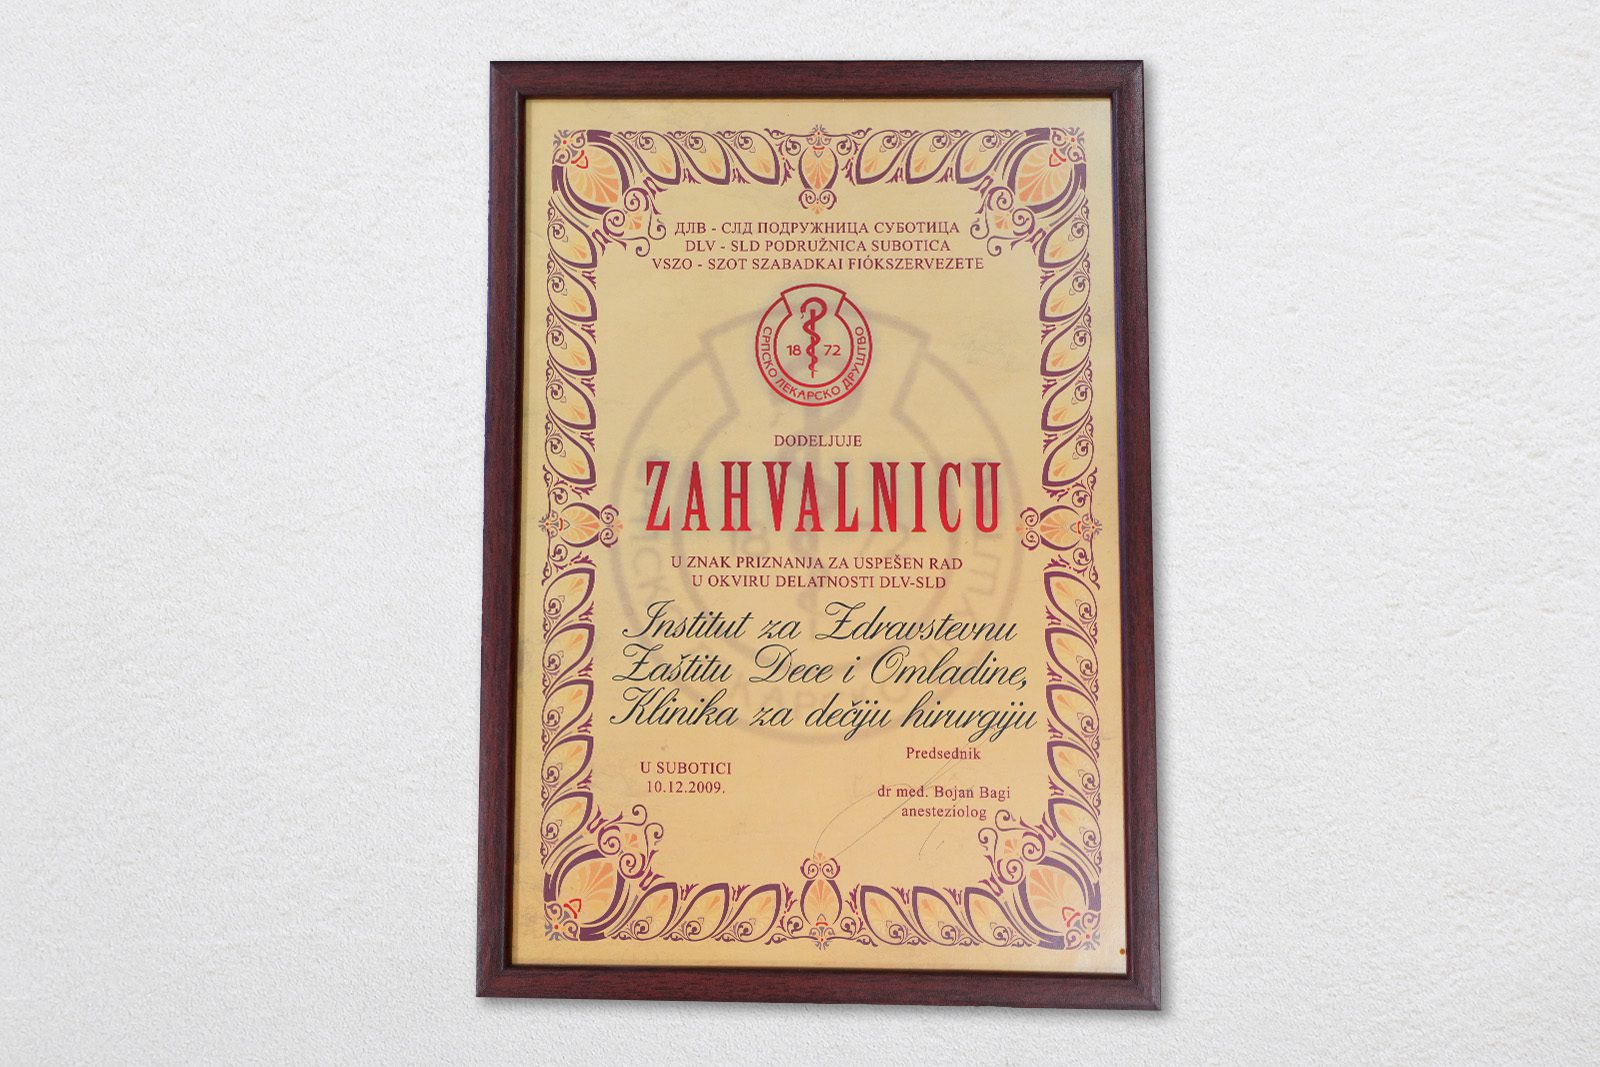 ДЛВ - СЛД ПОДРУЖНИЦА СУБОТИЦА
DLV - SLD PODRUŽNICA SUBOTICA
VSZO - SZOT SZABADKAI FIÓKSZERVEZETE
18 72
СРПСКО ЛЕКАРСКО ДРУШТВО
DODELJUJE
ZAHVALNICU
U ZNAK PRIZNANJA ZA USPEŠEN RAD
U OKVIRU DELATNOSTI DLV-SLD
Institut za Zdravstevnu
Zaštitu Dece i Omladine,
Klinika za dečiju hirurgiju
Predsednik
U SUBOTICI
10.12.2009.
dr med. Bojan Bagi
anesteziolog